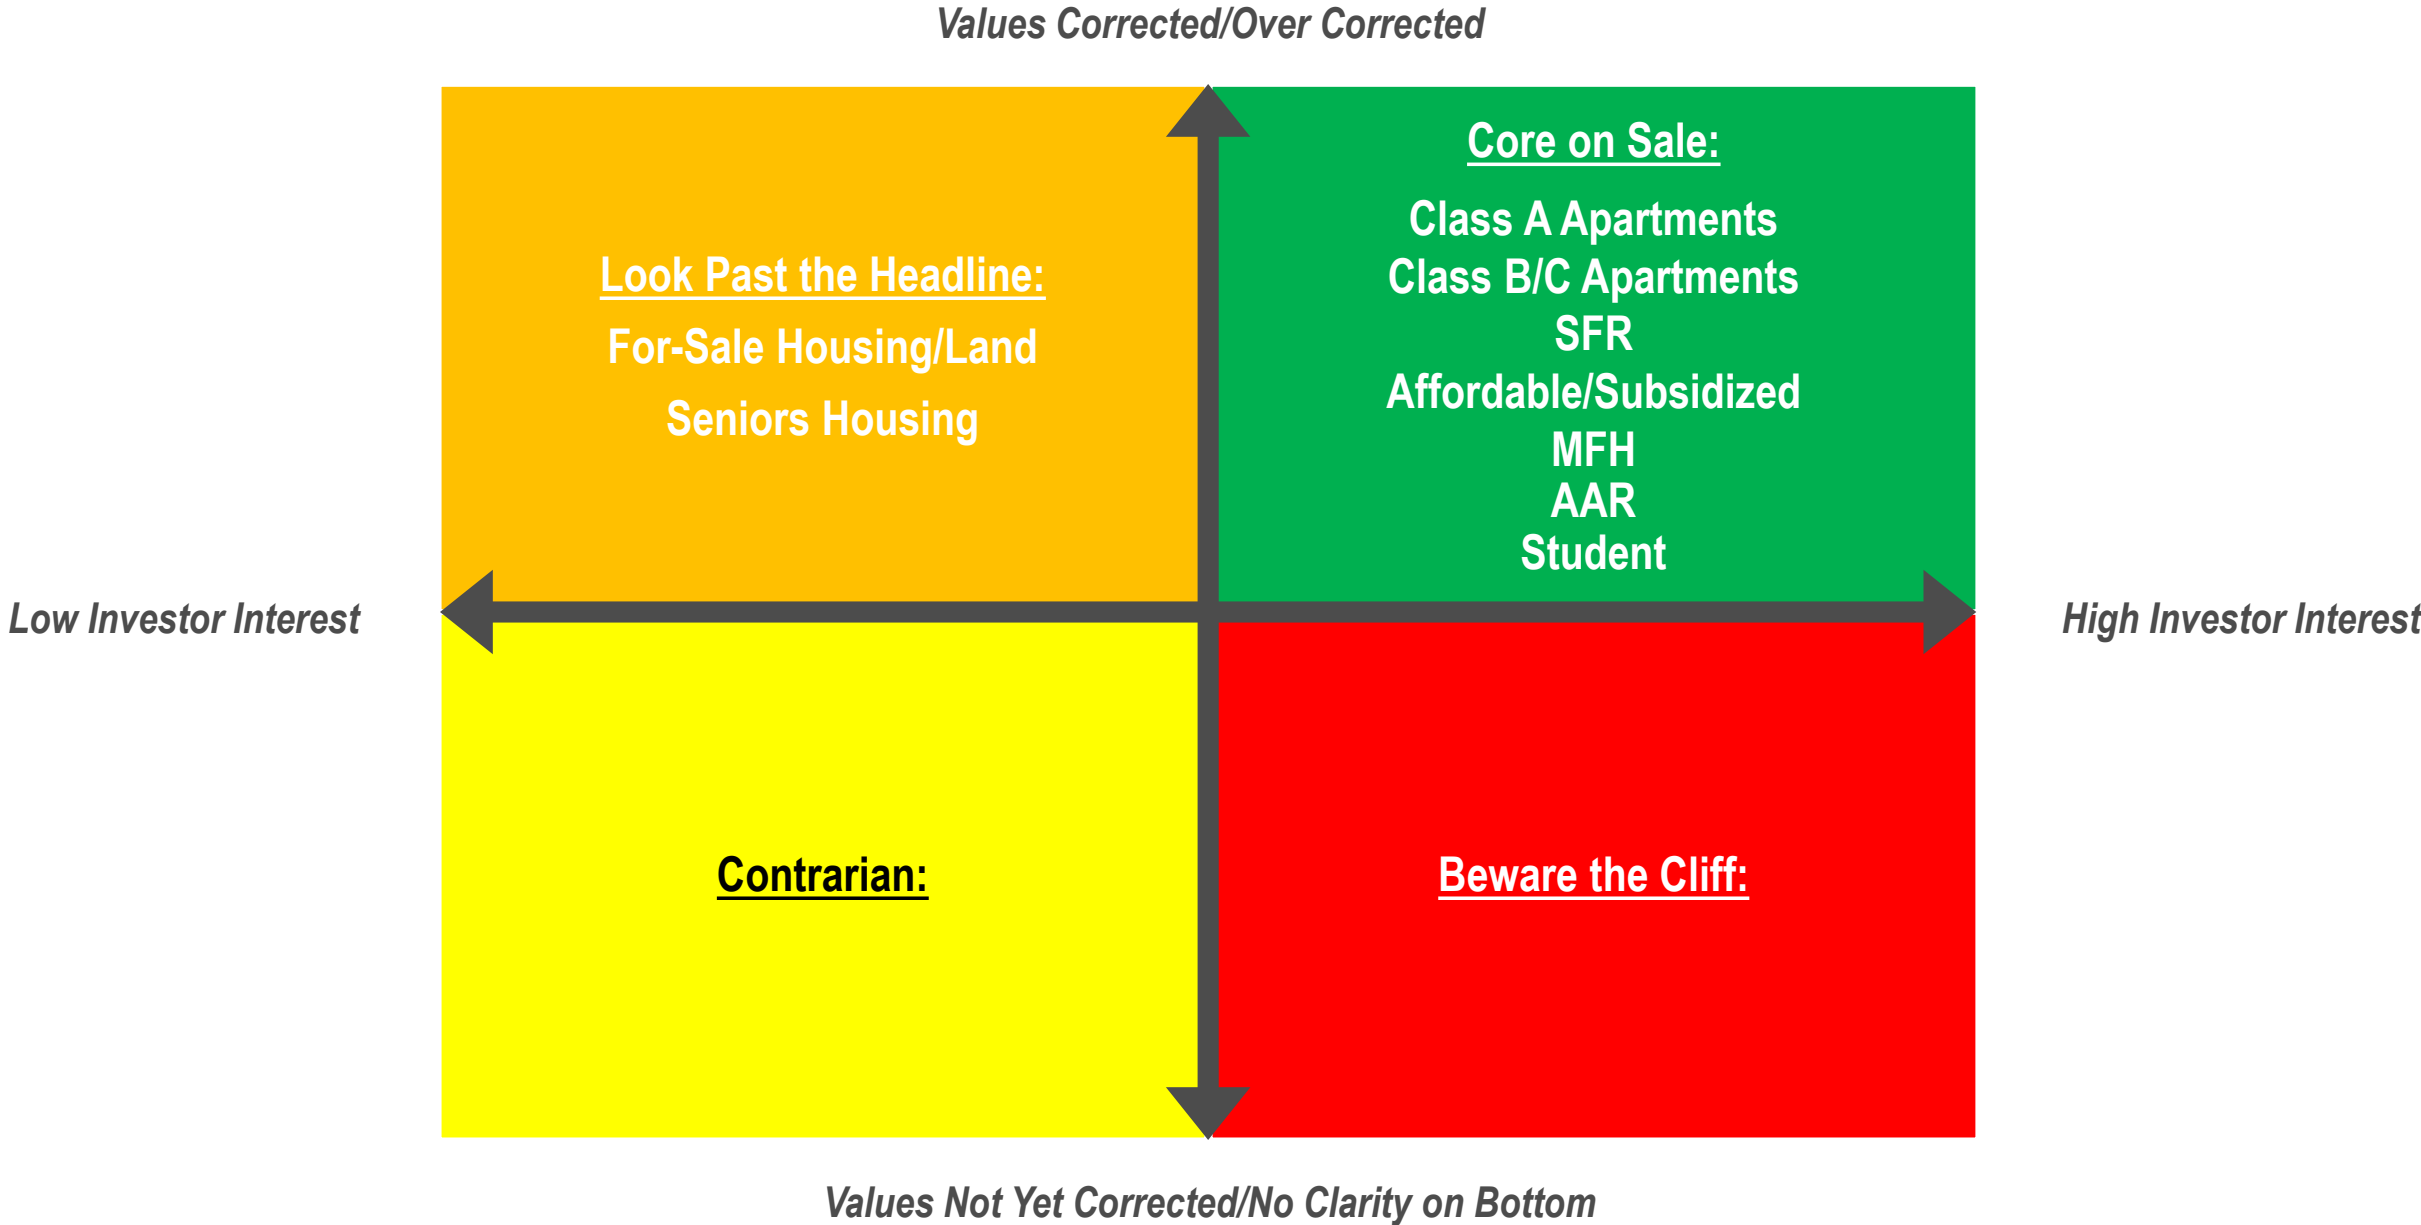 Values Corrected/Over Corrected
Look Past the Headline:
For-Sale Housing/Land
Seniors Housing
Core on Sale:
Class A Apartments
Class B/C Apartments
SFR
Affordable/Subsidized
MFH
AAR
Student
Low Investor Interest
High Investor Interest
Contrarian:
Beware the Cliff:
Values Not Yet Corrected/No Clarity on Bottom